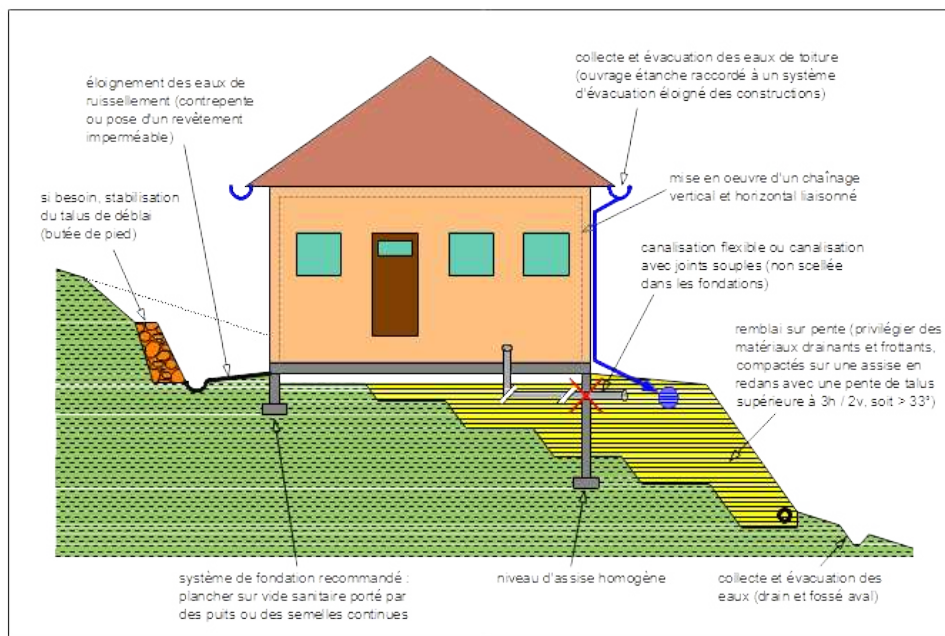 collecte et évacuation des eaux de toiture
(ouvrage étanche raccordé à un système
d'évacuation éloigné des constructions)
éloignement des eaux de
ruissellement (contrepente
ou pose d'un revêtement
imperméable)
mise en oeuvre d'un chaînage
vertical et horizontal liaisonné
si besoin, stabilisation
du talus de déblai
(butée de pied)
canalisation flexible ou canalisation
avec joints souples (non scellée
dans les fondations)
remblai sur pente (privilégier des
matériaux drainants et frottants,
compactés sur une assise en
redans avec une pente de talus
supérieure à 3h / 2v, soit > 33°)
système de fondation recommandé :
plancher sur vide sanitaire porté par
des puits ou des semelles continues
niveau d'assise homogène
collecte et évacuation des
eaux (drain et fossé aval)